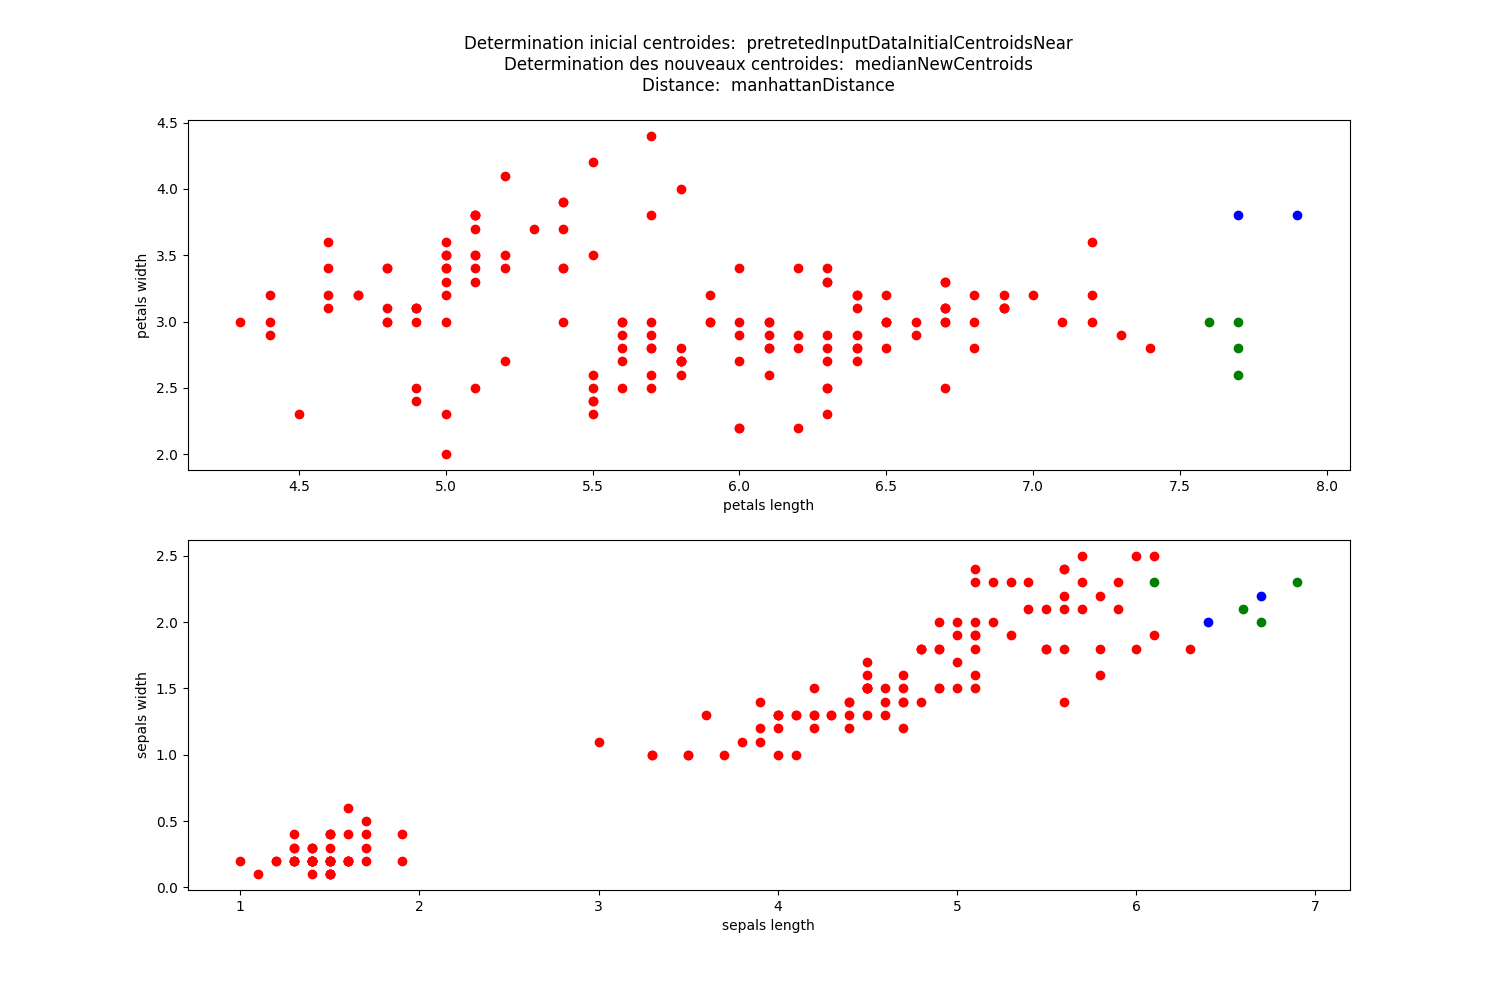 Determination inicial centroides:  pretretedInputDataInitialCentroidsNear
Determination des nouveaux centroides:  medianNewCentroids
Distance:  manhattanDistance
4.5
4.0
3.5
3.0
2.5
2.0
petals width
4.5 5.0 5.5 6.0 6.5 7.0 7.5 8.0
petals length
2.5
2.0
1.5
1.0
0.5
0.0
sepals width
1 2 3 4 5 6 7
sepals length